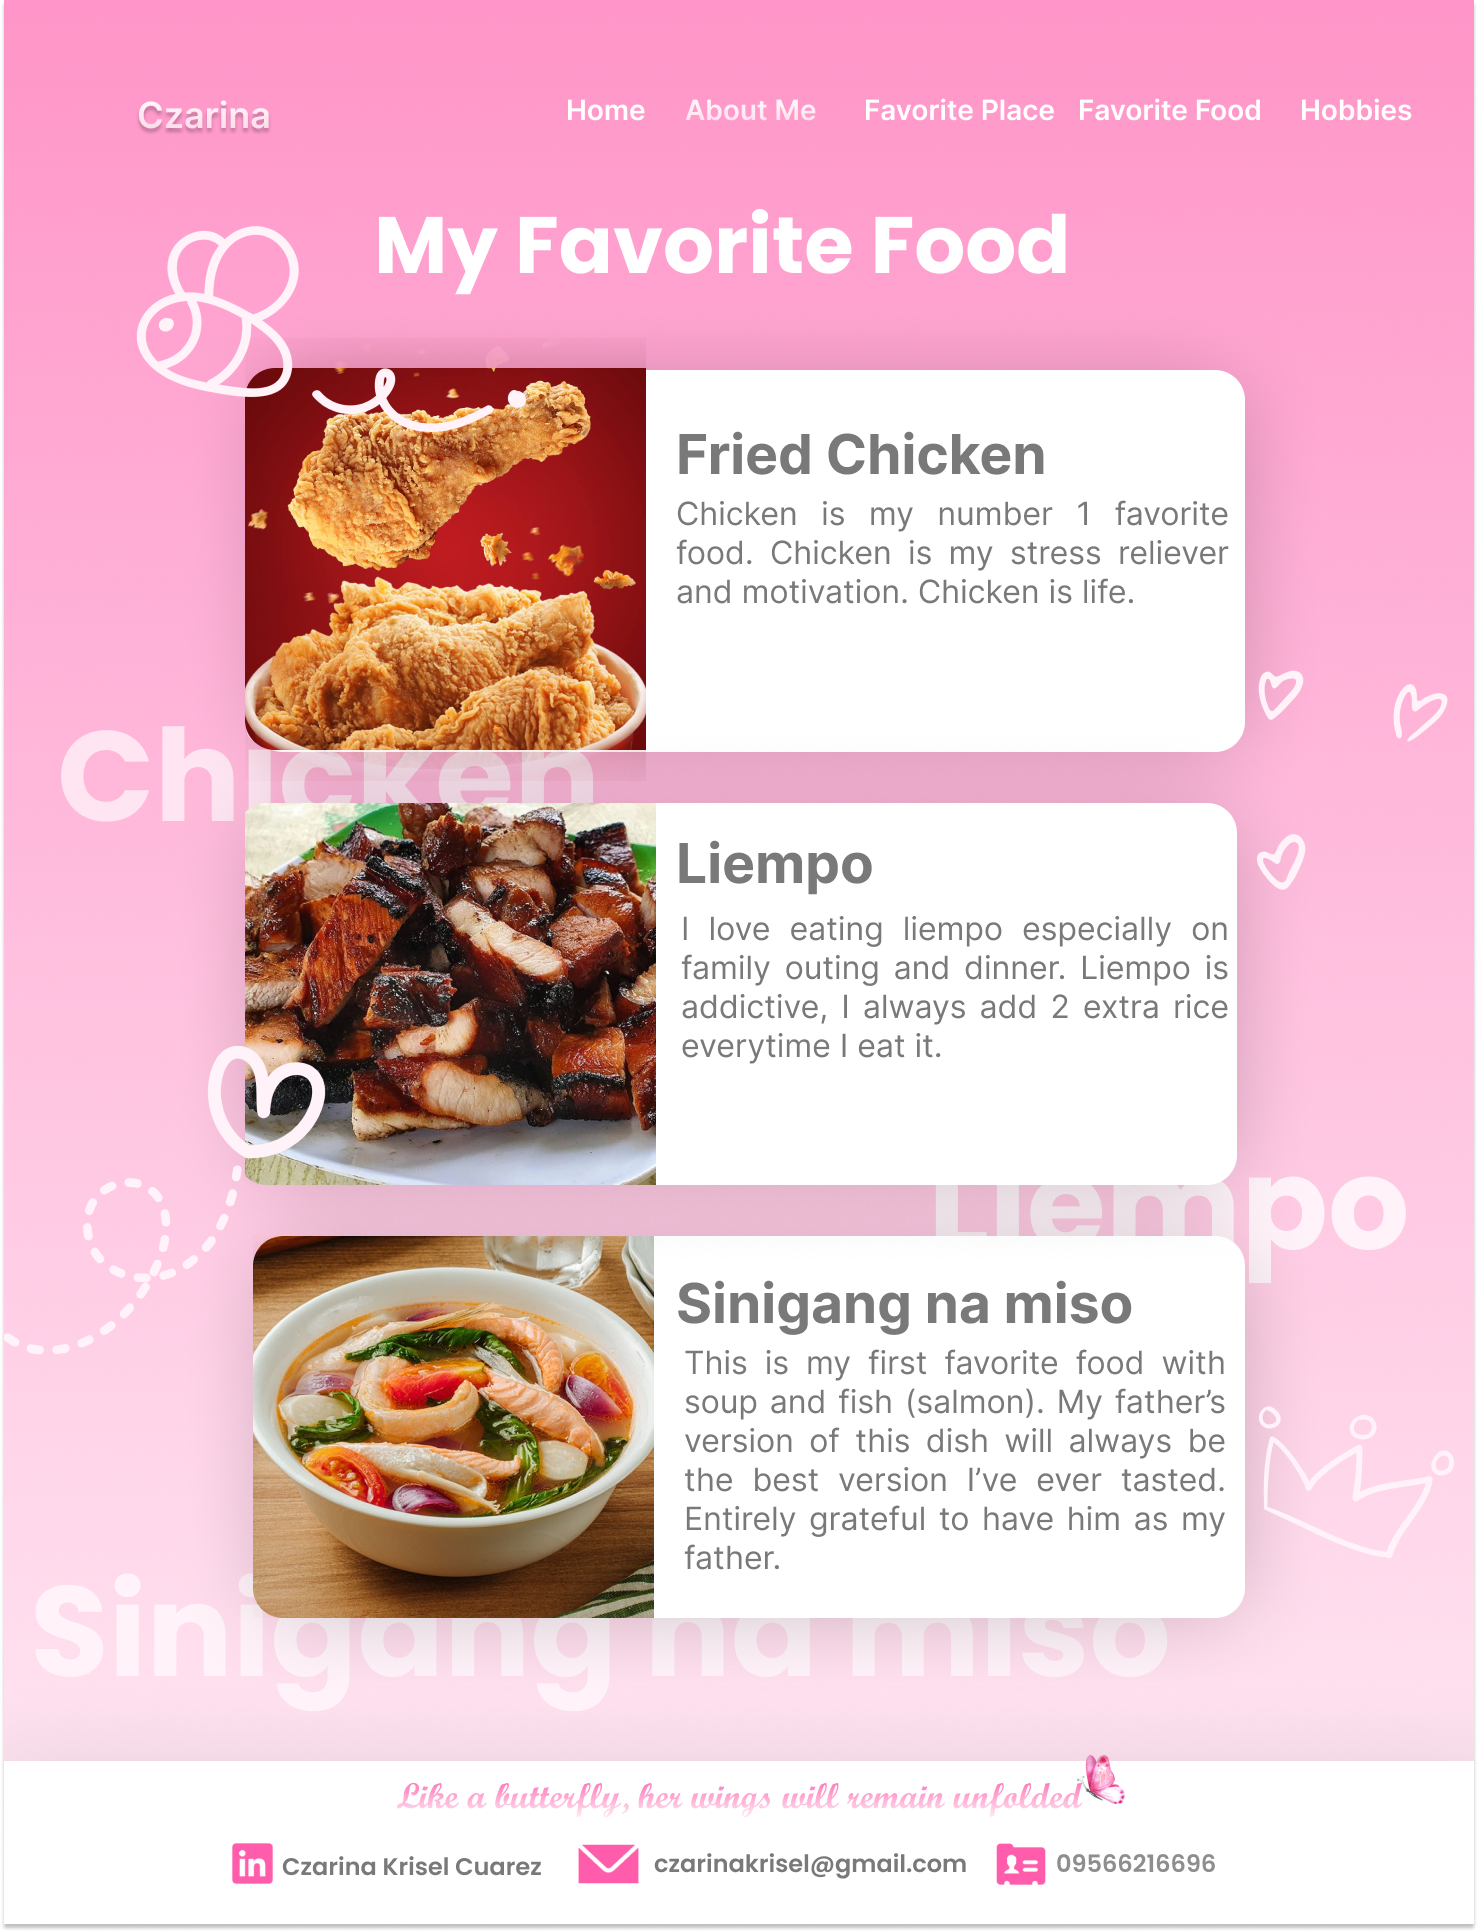 Czarina
Home About Me Favorite Place Favorite Food Hobbies
My Favorite Food
Fried Chicken
Chicken is my number 1 favorite
food. Chicken is my stress reliever
and motivation. Chicken is life.
Chicken
Liempo
I love eating liempo especially on
family outing and dinner. Liempo is
addictive, I always add 2 extra rice
everytime I eat it.
Liempo
Sinigang na miso
This is my first favorite food with
soup and fish (salmon). My father’s
version of this dish will always be
the best version I’ve ever tasted.
Entirely grateful to have him as my
father.
Sinigang na miso
Like a butterfly, her wings will remain unfolded
in Czarina Krisel Cuarez czarinakrisel@gmail.com 09566216696